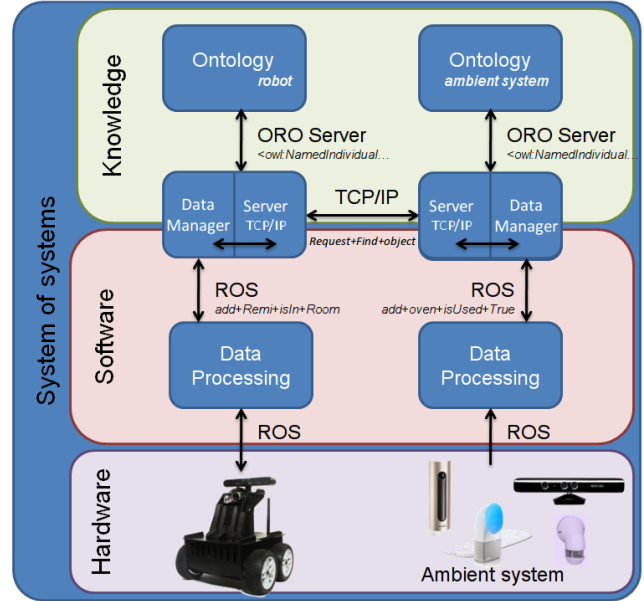 System of systems
Knowledge
Ontology
robot
Ontology
ambient system
ORO Server
<owl:NamedIndividual...
ORO Server
<owl:NamedIndividual...
Data
Manager
Server
TCP/IP
TCP/IP
Request+Find+object
Server
TCP/IP
Data
Manager
Software
ROS
add+Remi+isIn+Room
ROS
add+oven+isUsed+True
Data
Processing
Data
Processing
ROS
ROS
Hardware
Ambient system